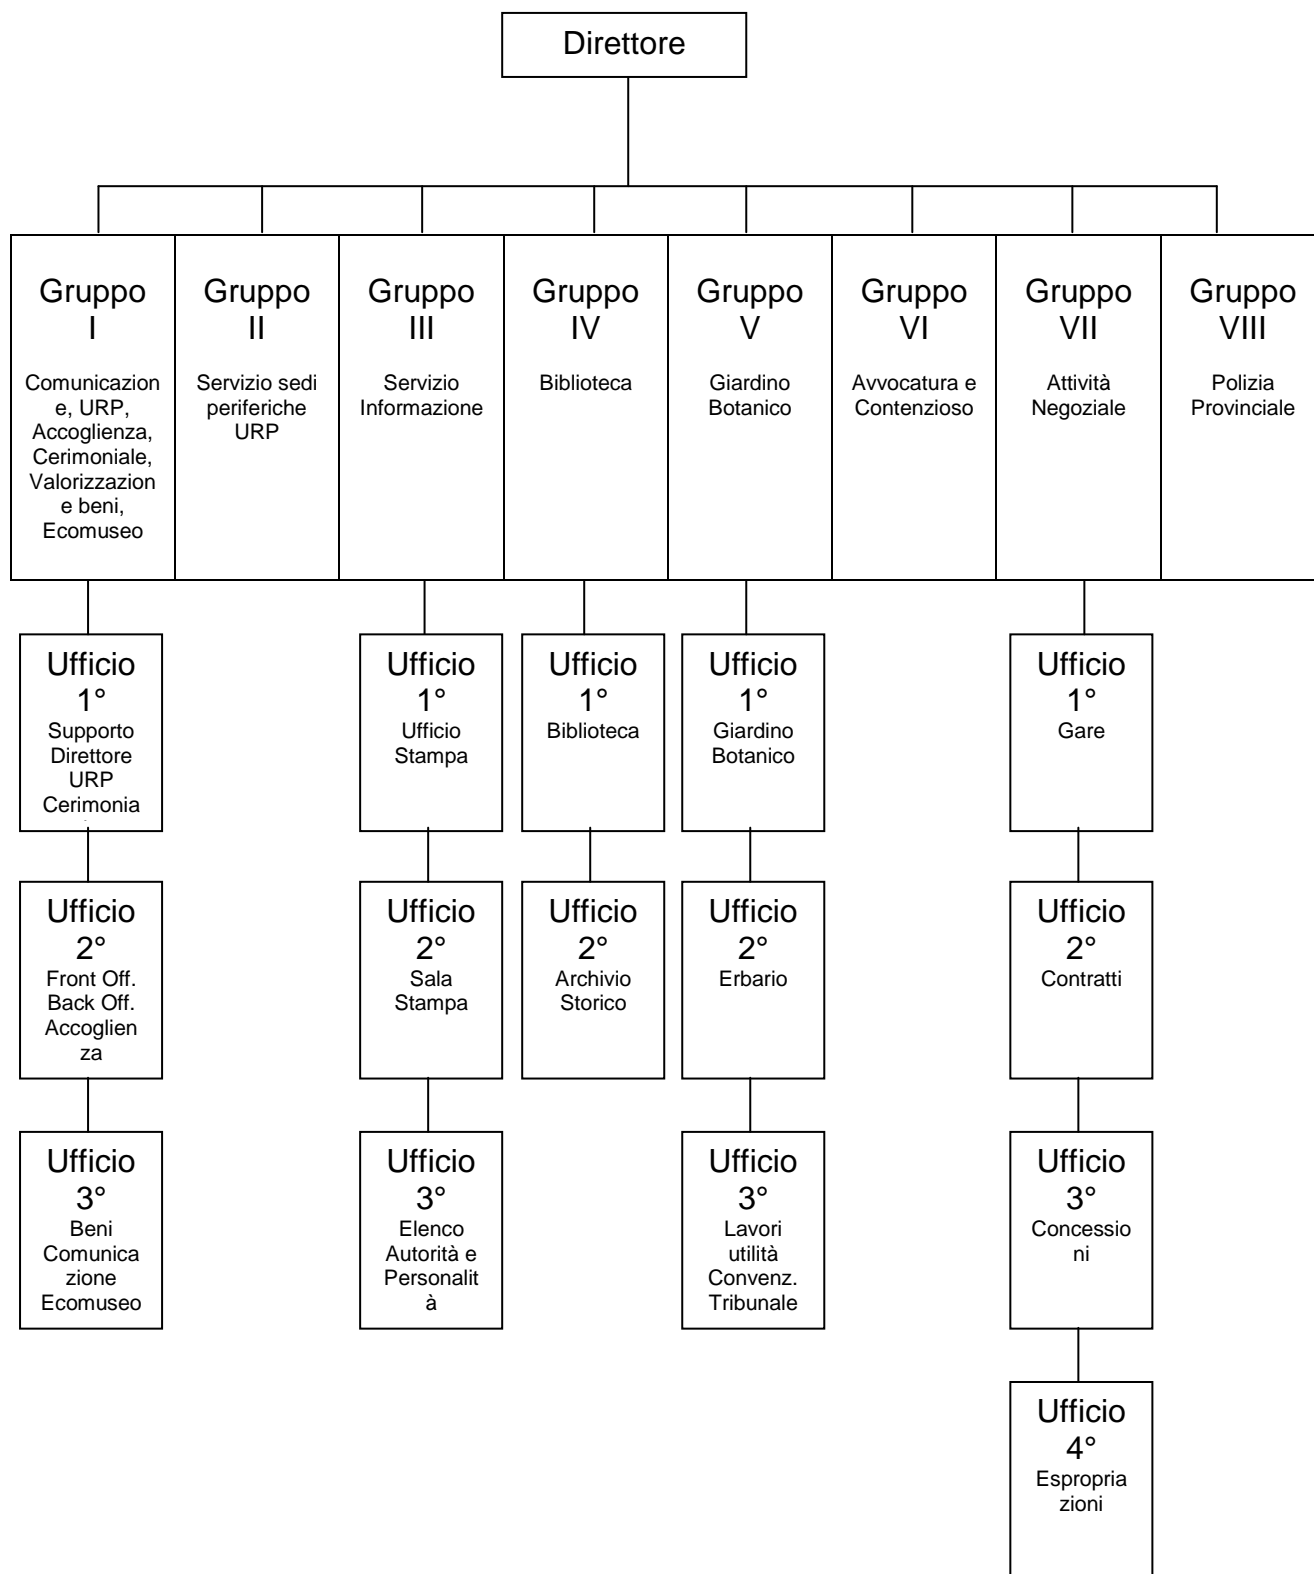 Direttore
Gruppo
I
Comunicazion
e, URP,
Accoglienza,
Cerimoniale,
Valorizzazion
e beni,
Ecomuseo
Gruppo
II
Servizio sedi
periferiche
URP
Gruppo
III
Servizio
Informazione
Gruppo
IV
Biblioteca
Gruppo
V
Giardino
Botanico
Gruppo
VI
Avvocatura e
Contenzioso
Gruppo
VII
Attività
Negoziale
Gruppo
VIII
Polizia
Provinciale
Ufficio
1°
Supporto
Direttore
URP
Cerimonia
Ufficio
1°
Ufficio
Stampa
Ufficio
1°
Biblioteca
Ufficio
1°
Giardino
Botanico
Ufficio
1°
Gare
Ufficio
2°
Front Off.
Back Off.
Accoglien
za
Ufficio
2°
Sala
Stampa
Ufficio
2°
Archivio
Storico
Ufficio
2°
Erbario
Ufficio
2°
Contratti
Ufficio
3°
Beni
Comunica
zione
Ecomuseo
Ufficio
3°
Elenco
Autorità e
Personalit
à
Ufficio
3°
Lavori
utilità
Convenz.
Tribunale
Ufficio
3°
Concessio
ni
Ufficio
4°
Espropria
zioni